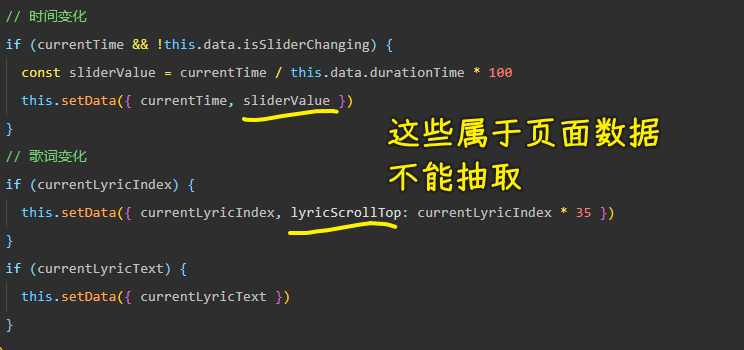 // 时间变化
if (currentTime && !this.data.isSliderChanging) {
const sliderValue = currentTime / this.data.durationTime * 100
this.setData({ currentTime, sliderValue })
}
这些属于页面数据
不能抽取
// 歌词变化
if (currentLyricIndex) {
this.setData({ currentLyricIndex, lyricScrollTop: currentLyricIndex * 35 })
}
if (currentLyricText) {
this.setData({ currentLyricText })
}